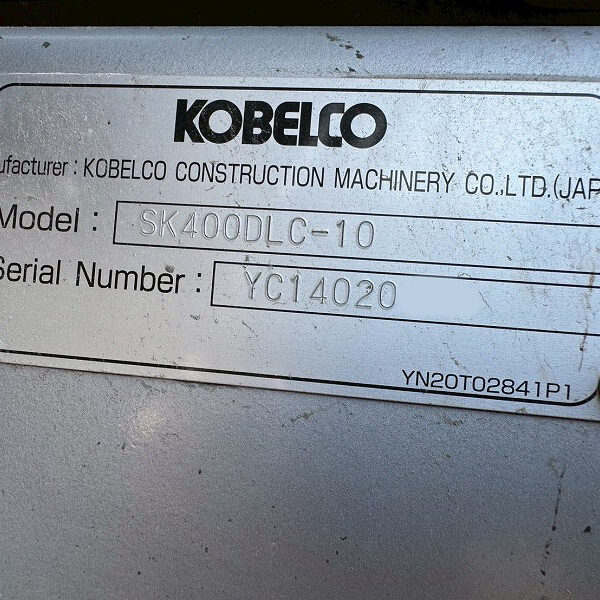 KOBELCO
ufacturer : KOBELCO CONSTRUCTION MACHINERY CO.,LTD.(JAP
Model : SK400DLC-10
Serial Number : YC14020
YN20T02841P1